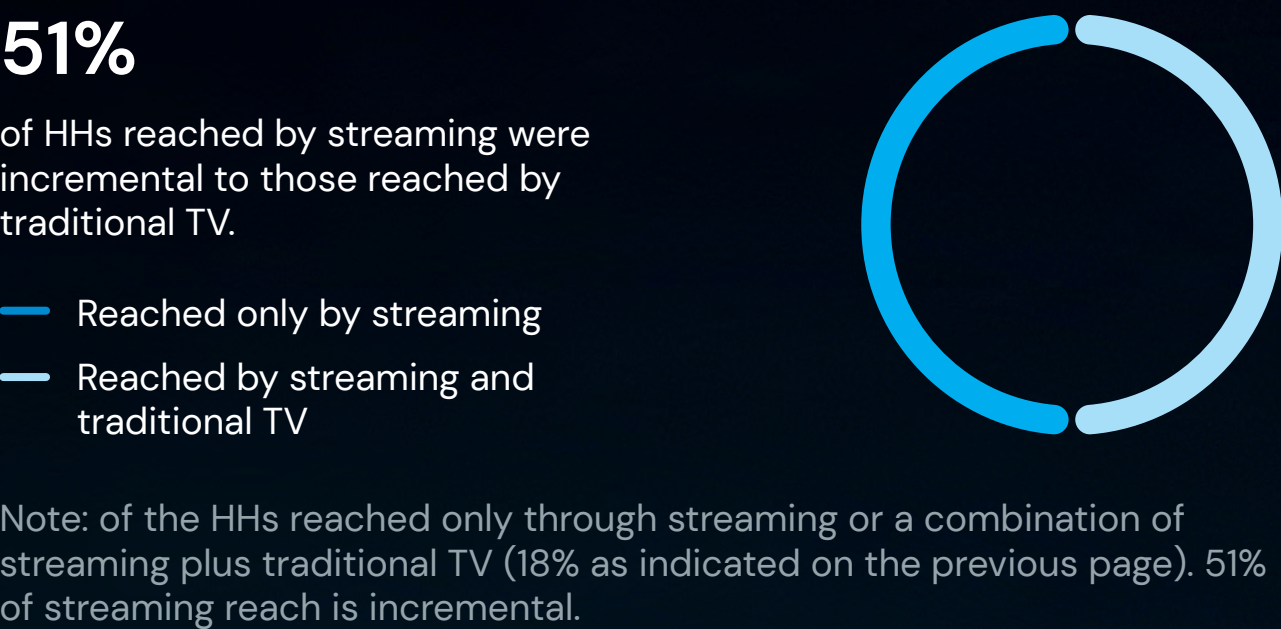 51%
of HHs reached by streaming were
incremental to those reached by
traditional TV.
Reached only by streaming
Reached by streaming and
traditional TV
Note: of the HHs reached only through streaming or a combination of
streaming plus traditional TV (18% as indicated on the previous page). 51%
of streaming reach is incremental.